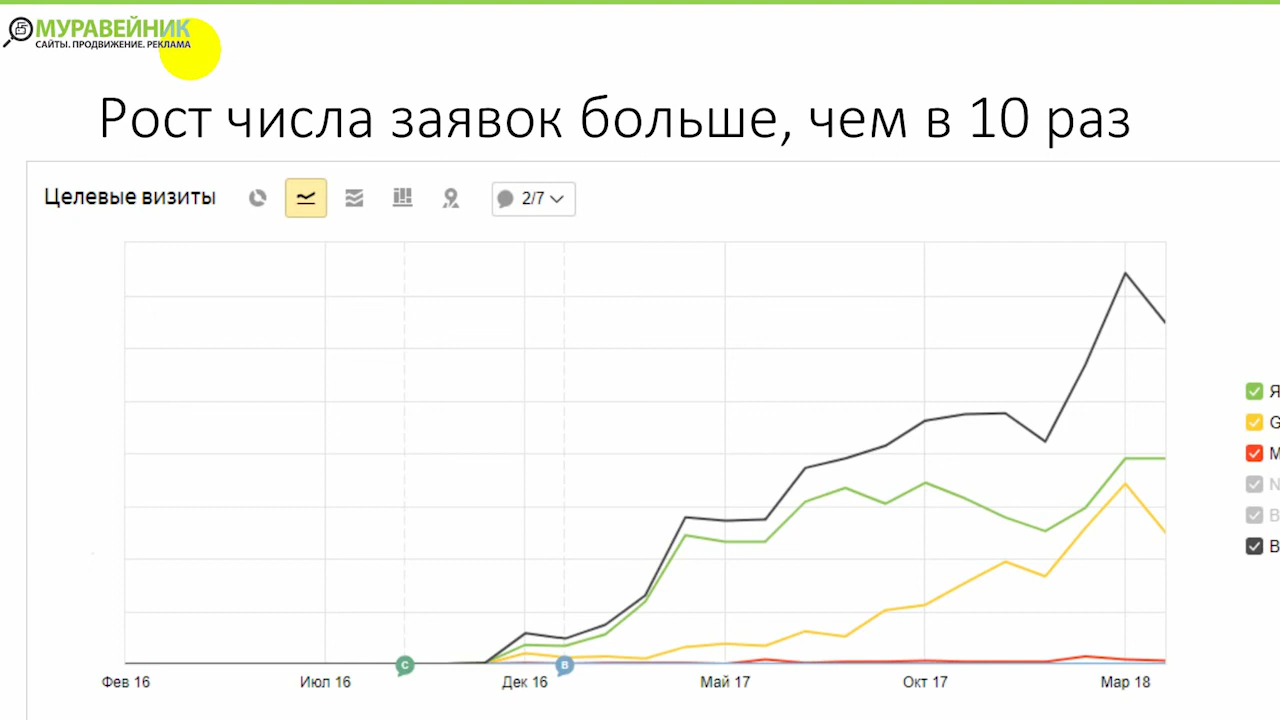 МУРАВЕЙНИК
САЙТЫ. ПРОДВИЖЕНИЕ. РЕКЛАМА
Рост числа заявок больше, чем в 10 раз
Целевые визиты
2/7
Я
G
M
N
В
В
C
B
Фев 16
Июл 16
Дек 16
Май 17
Окт 17
Мар 18